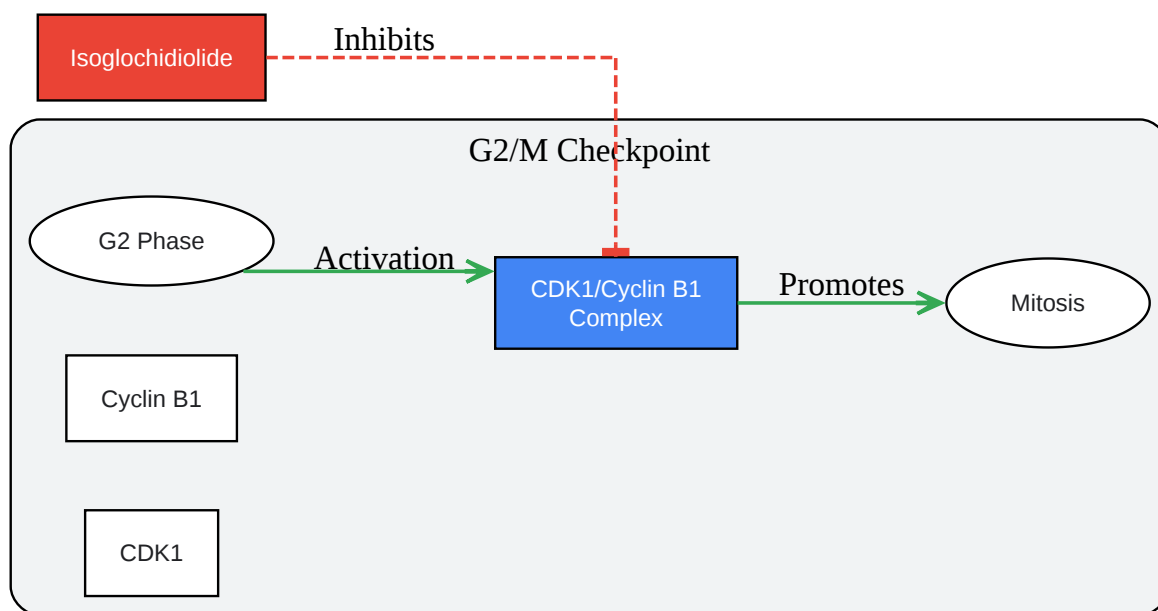 Isoglochidiolide
Inhibits
G2/M Checkpoint
G2 Phase
Activation
CDK1/Cyclin B1
Complex
Promotes
Mitosis
Cyclin B1
CDK1